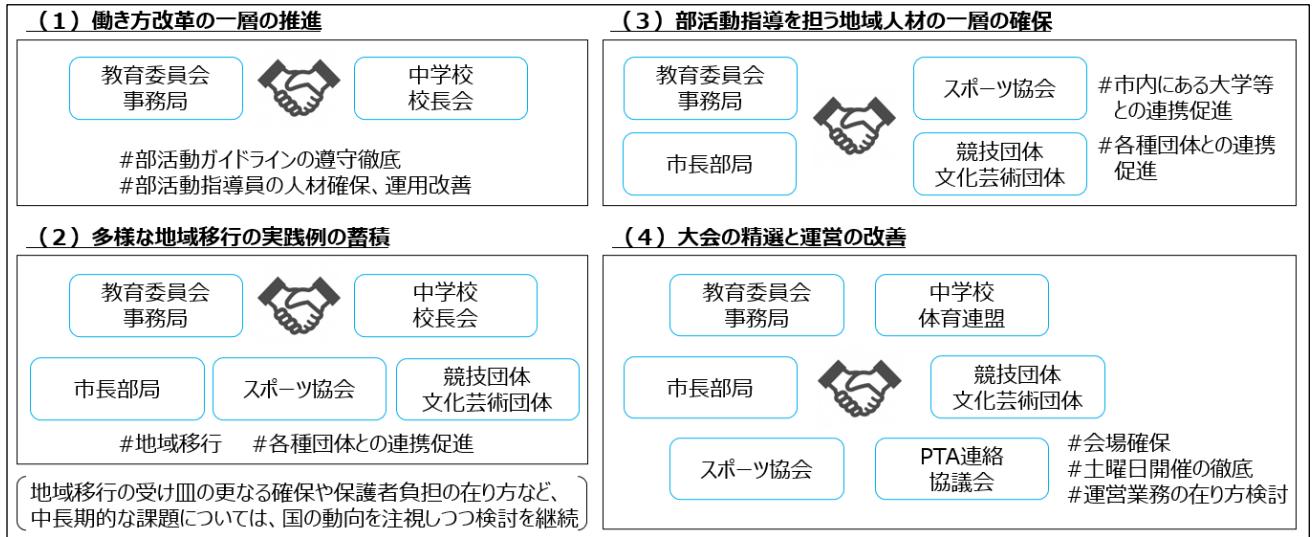 （1）働き方改革の一層の推進
教育委員会
事務局
中学校
校長会
#部活動ガイドラインの遵守徹底
#部活動指導員の人材確保、運用改善
（2）多様な地域移行の実践例の蓄積
教育委員会
事務局
中学校
校長会
市長部局
スポーツ協会
競技団体
文化芸術団体
#地域移行 #各種団体との連携促進
地域移行の受け皿の更なる確保や保護者負担の在り方など、
中長期的な課題については、国の動向を注視しつつ検討を継続
（3）部活動指導を担う地域人材の一層の確保
教育委員会
事務局
スポーツ協会
市長部局
競技団体
文化芸術団体
#市内にある大学等
との連携促進
#各種団体との連携
促進
（4）大会の精選と運営の改善
教育委員会
事務局
中学校
体育連盟
市長部局
競技団体
文化芸術団体
スポーツ協会
PTA連絡
協議会
#会場確保
#土曜日開催の徹底
#運営業務の在り方検討